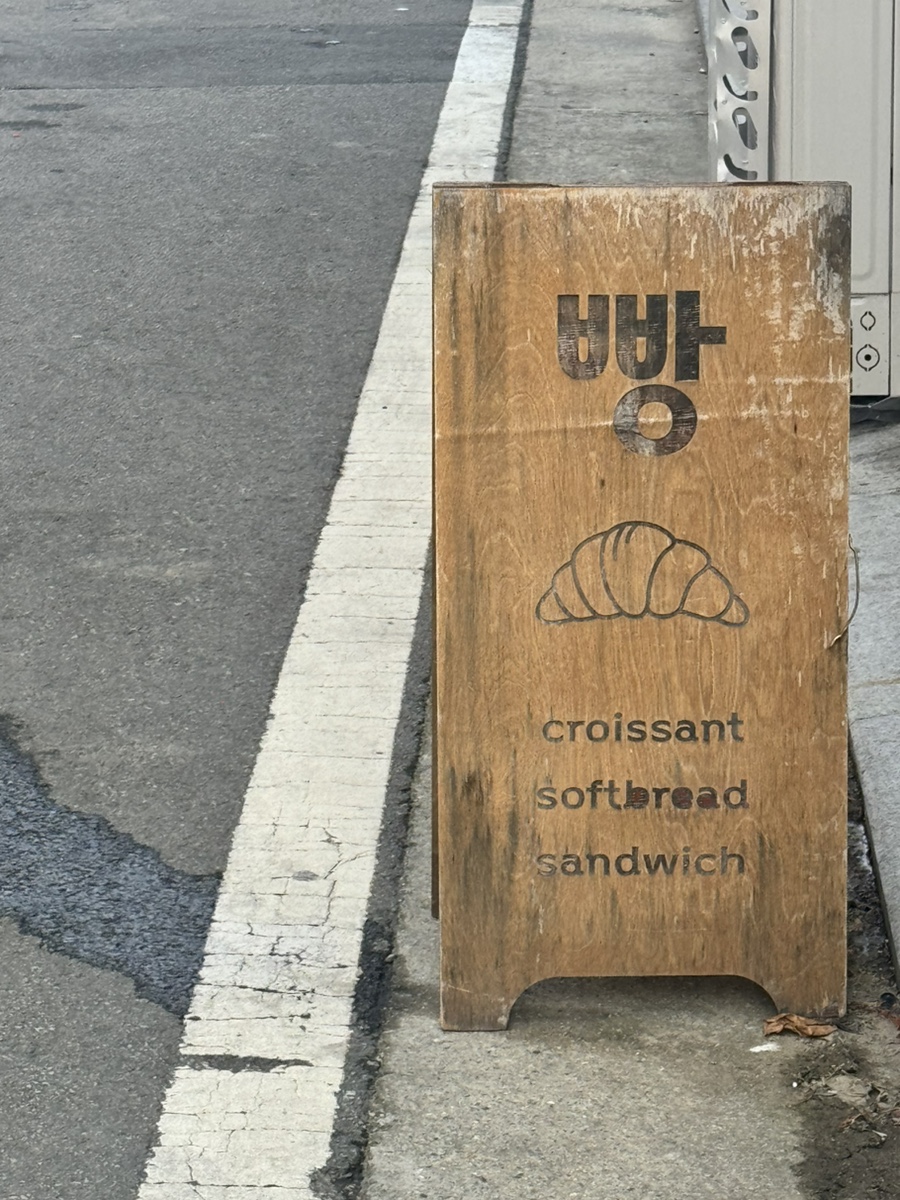 빵
croissant
softbread
sandwich